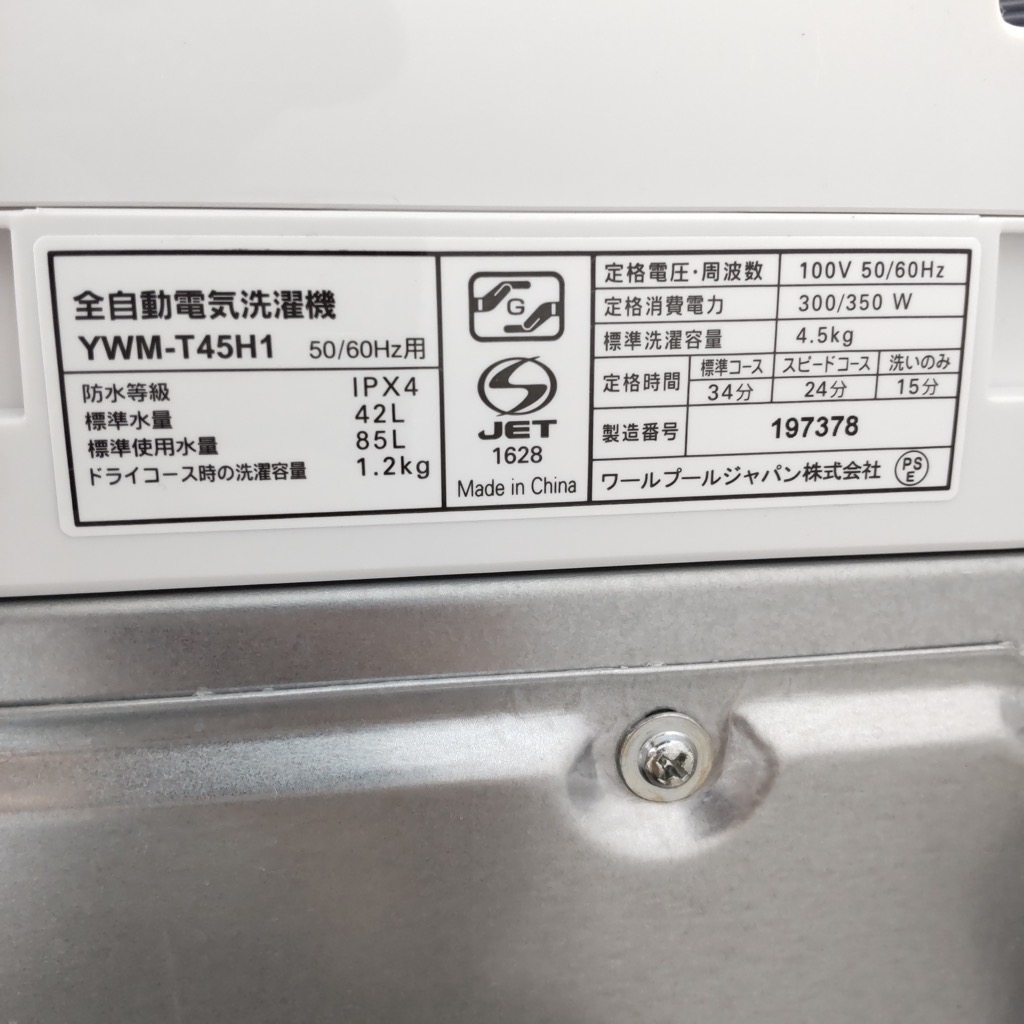 全自動電気洗濯機
YWM-T45H1 50/60Hz用
防水等級 IPX4
標準水量 42L
標準使用水量 85L
ドライコース時の洗濯容量 1.2kg
G
S
JET
1628
Made in China
定格電圧・周波数 100V 50/60Hz
定格消費電力 300/350 W
標準洗濯容量 4.5kg
定格時間 標準コース スピードコース 洗いのみ
34分 24分 15分
製造番号 197378
ワールプールジャパン株式会社 PSE